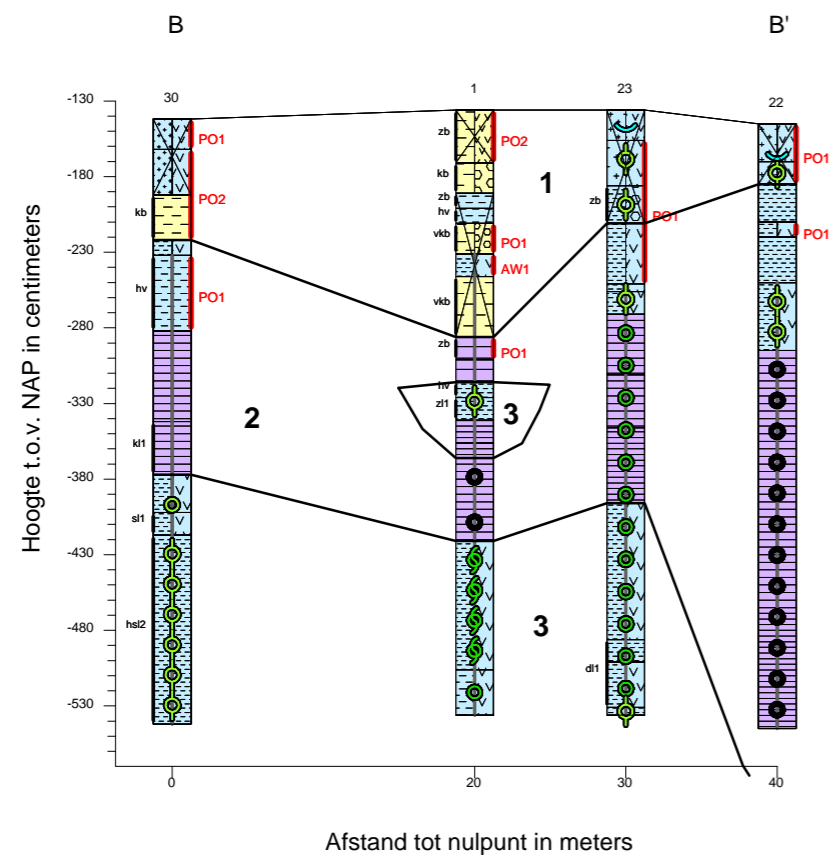 B B'
30 1 23 22
-130
zb
PO1 PO2 PO1
kb
1
-180
zb
hv
zb
kb
PO2
PO1
vkb
PO1
PO1
-230
AW1
hv
PO1
vkb
-280
zb
PO1
hv
-330
zl1
3
2
kl1
-380
sl1
-430
hsl2
3
-480
dl1
-530
0 20 30 40
Hoogte t.o.v. NAP in centimeters
Afstand tot nulpunt in meters